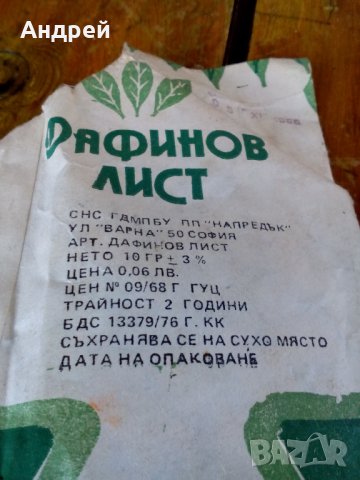 Андрей
ДАФИНОВ
ЛИСТ
СНС ГДМПБУ ПП "НАПРЕДЪК"
УЛ "ВАРНА" 50 СОФИЯ
АРТ. ДАФИНОВ ЛИСТ
НЕТО 10 ГР ± 3%
ЦЕНА 0,06 ЛВ.
ЦЕН № 09/68 Г ГУЦ
ТРАЙНОСТ 2 ГОДИНИ
БДС 13379/76 Г. КК
СЪХРАНЯВА СЕ НА СУХО МЯСТО
ДАТА НА ОПАКОВАНЕ
BAZAR